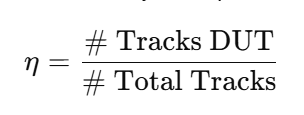 η = # Tracks DUT / # Total Tracks